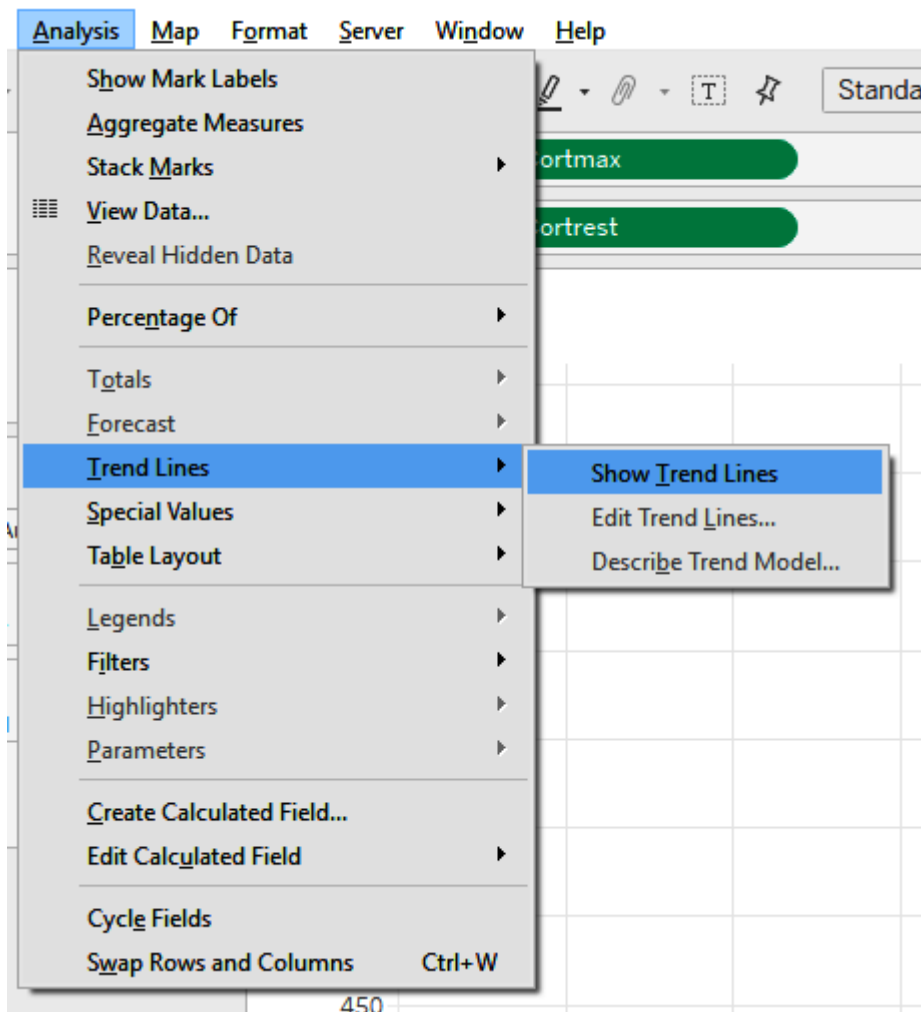 Analysis Map Format Server Window Help
Show Mark Labels
T
Standa
Aggregate Measures
ortmax
Stack Marks
View Data...
ortrest
Reveal Hidden Data
Percentage Of
Totals
Forecast
Trend Lines
Show Trend Lines
Special Values
Edit Trend Lines...
Table Layout
Describe Trend Model...
Legends
Filters
Highlighters
Parameters
Create Calculated Field...
Edit Calculated Field
Cycle Fields
Swap Rows and Columns Ctrl+W
450